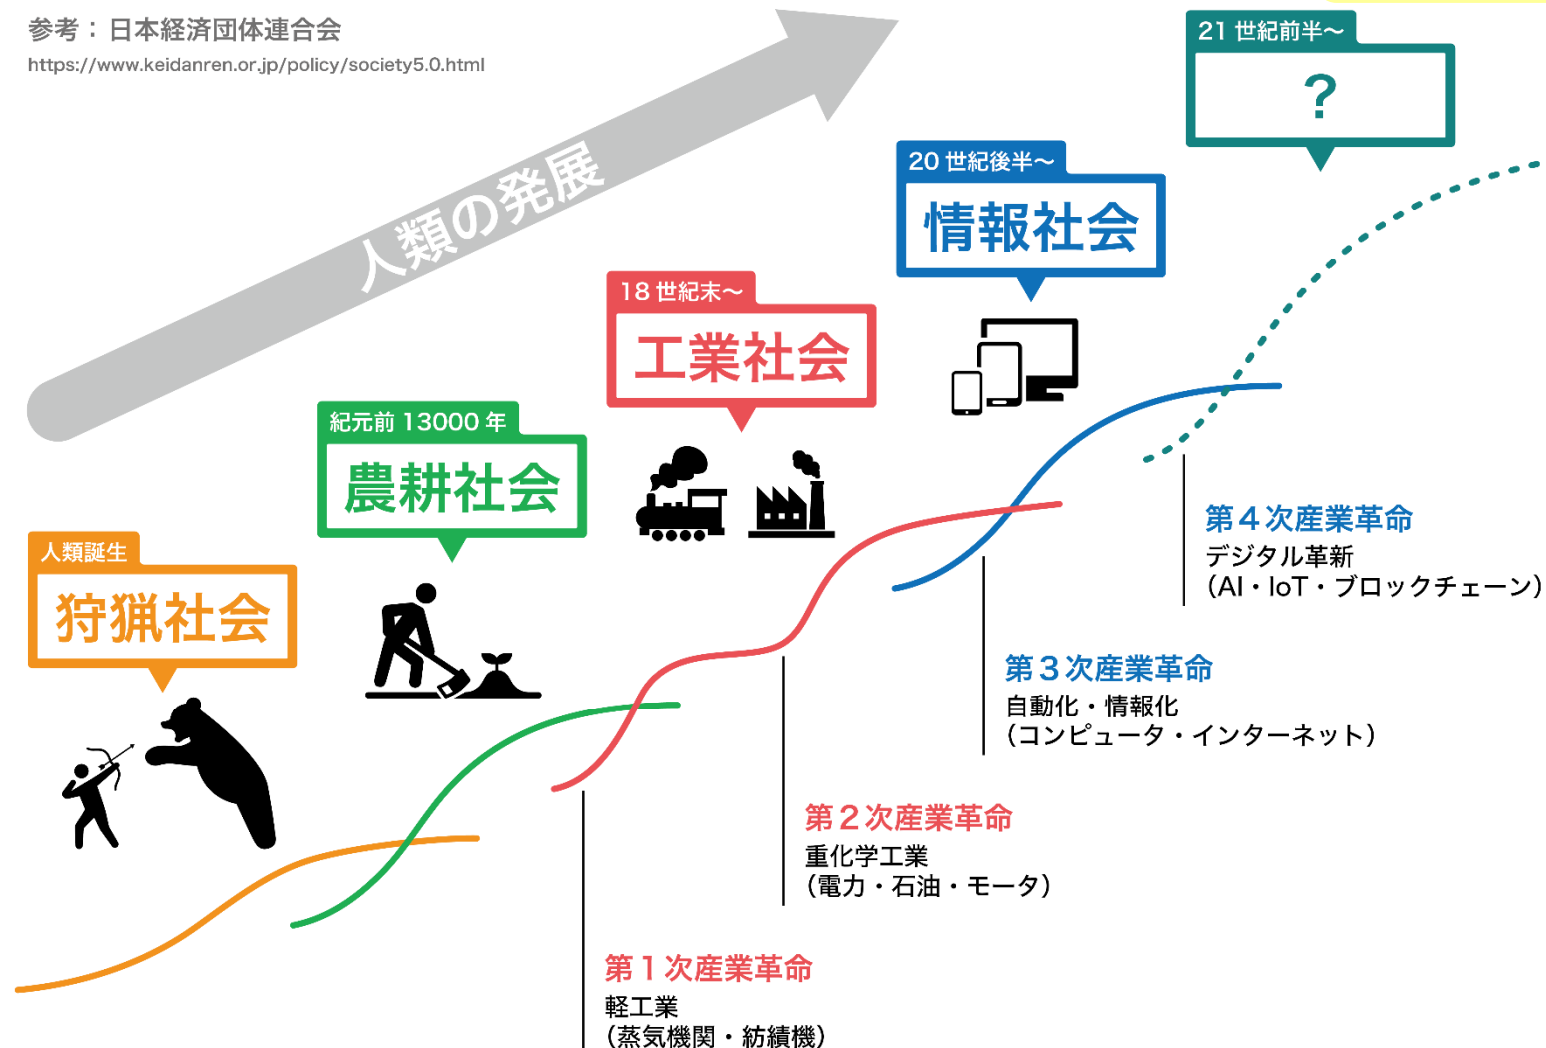 参考：日本経済団体連合会
https://www.keidanren.or.jp/policy/society5.0.html
人類の発展
人類誕生
狩猟社会
紀元前 13000 年
農耕社会
18 世紀末～
工業社会
20 世紀後半～
情報社会
21 世紀前半～
？
第１次産業革命
軽工業
（蒸気機関・紡績機）
第２次産業革命
重化学工業
（電力・石油・モータ）
第３次産業革命
自動化・情報化
（コンピュータ・インターネット）
第４次産業革命
デジタル革新
（AI・IoT・ブロックチェーン）